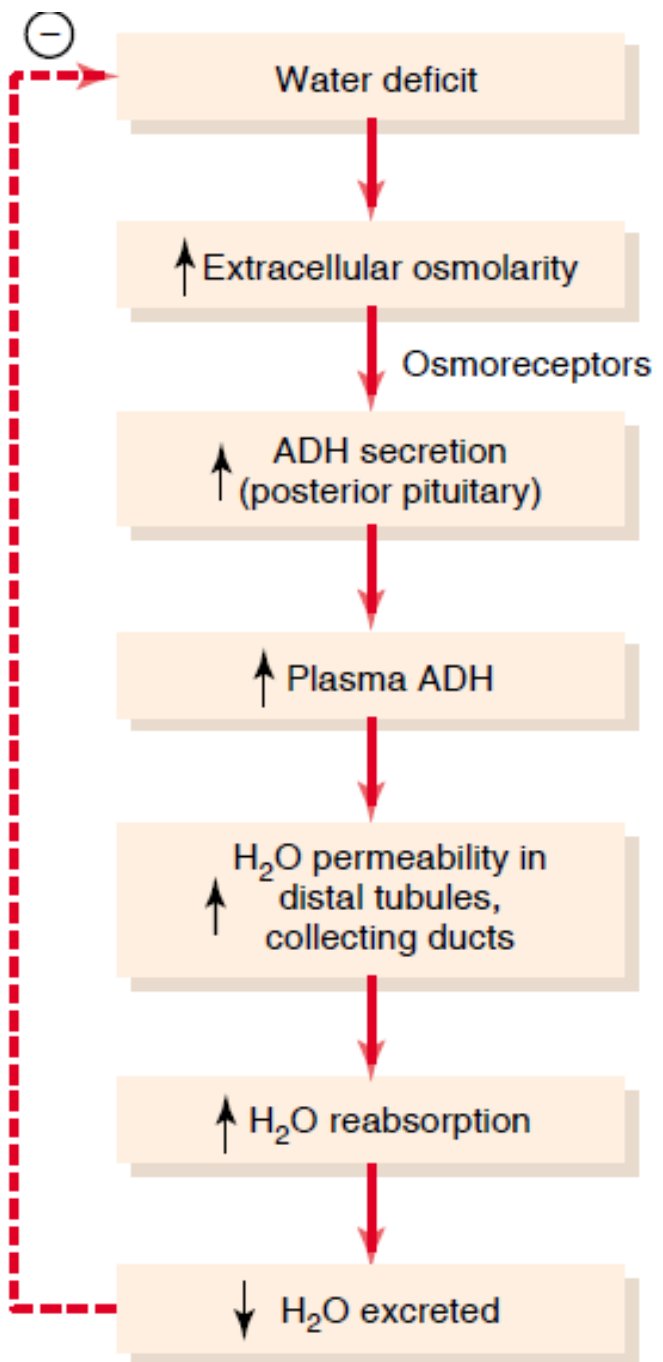 −
Water deficit
↑ Extracellular osmolarity
Osmoreceptors
↑ ADH secretion
(posterior pituitary)
↑ Plasma ADH
↑ H₂O permeability in
distal tubules,
collecting ducts
↑ H₂O reabsorption
↓ H₂O excreted